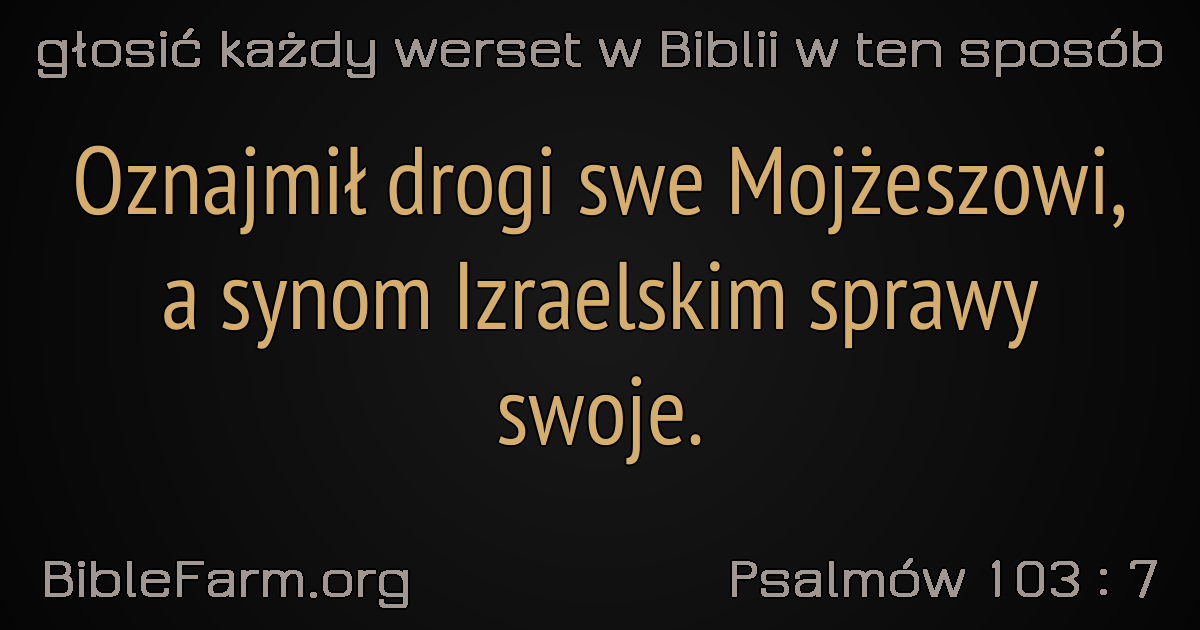 głosić każdy werset w Biblii w ten sposób
Oznajmił drogi swe Mojżeszowi,
a synom Izraelskim sprawy
swoje.
BibleFarm.org
Psalmów 103 : 7